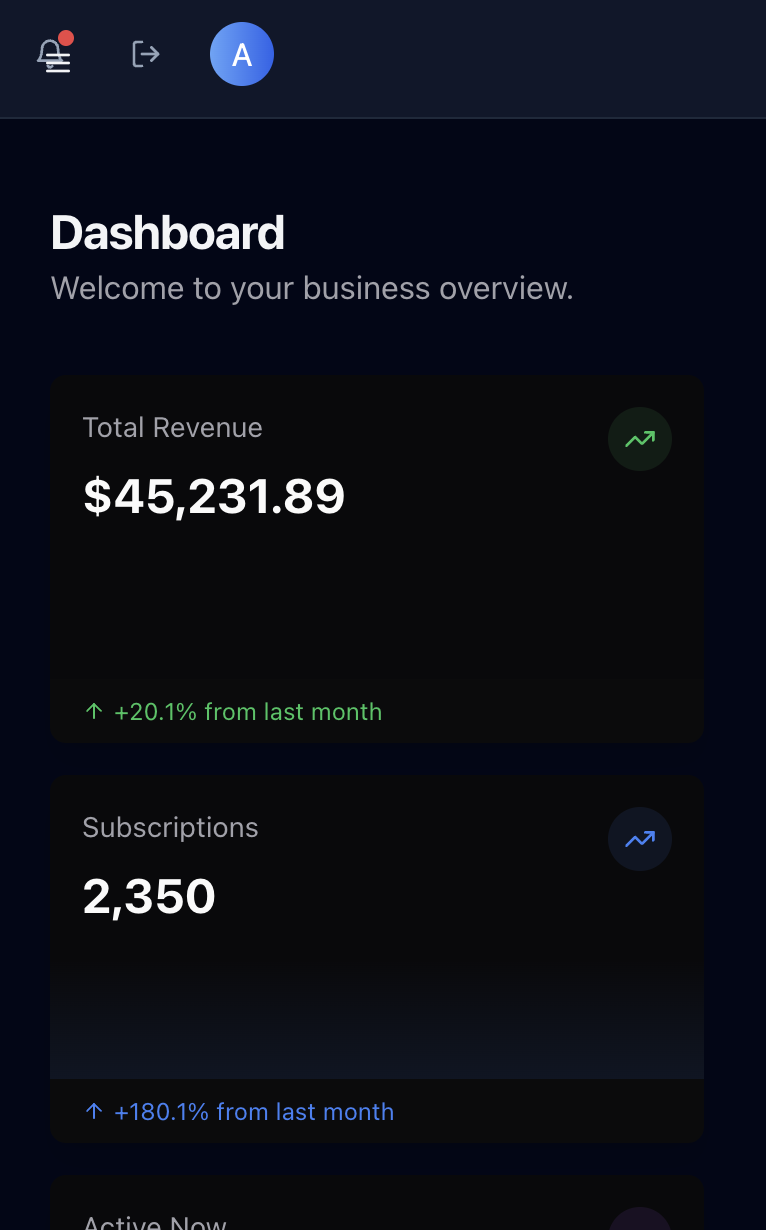 A
Dashboard
Welcome to your business overview.
Total Revenue
$45,231.89
+20.1% from last month
Subscriptions
2,350
+180.1% from last month
Active Now